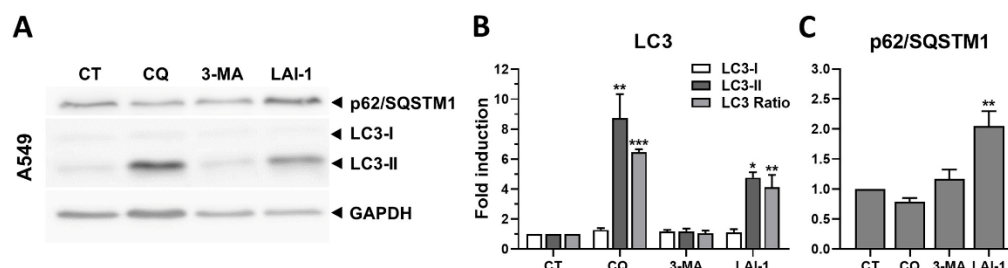 A
CT CQ 3-MA LAI-1
p62/SQSTM1
LC3-I
LC3-II
GAPDH
A549
B
LC3
LC3-I
LC3-II
LC3 Ratio
Fold induction
12
10
8
6
4
2
0
**
***
*
**
CT CQ 3-MA LAI-1
C
p62/SQSTM1
3.0
2.5
2.0
1.5
1.0
0.5
0.0
**
CT CQ 3-MA LAI-1